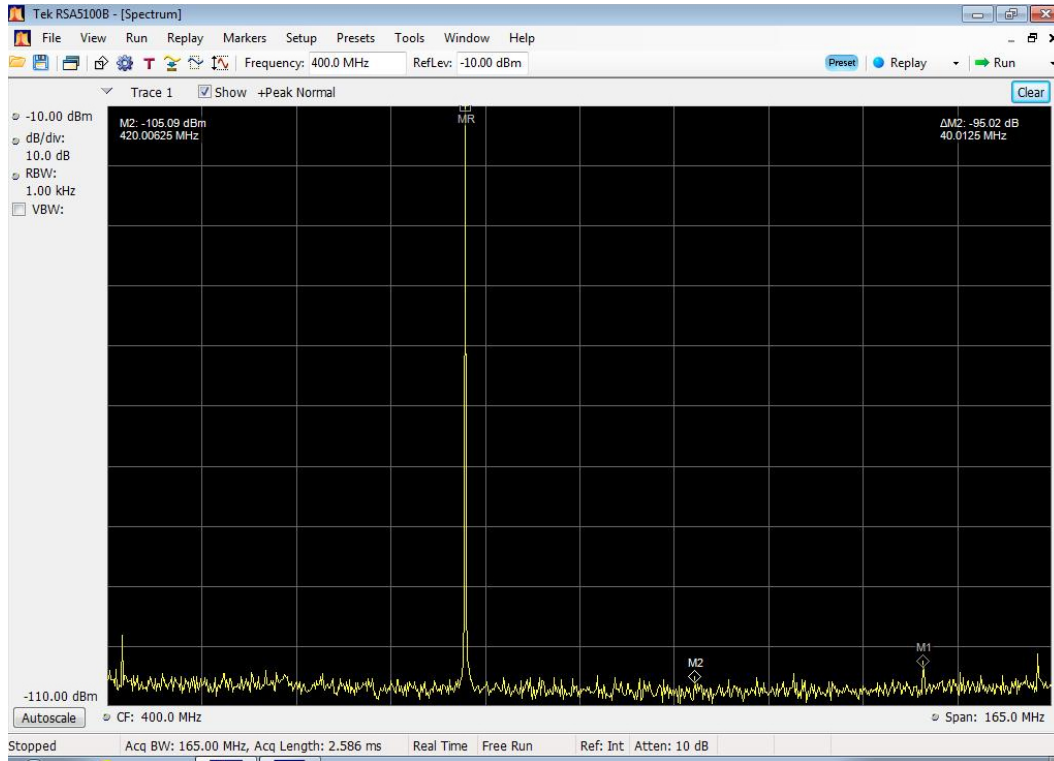 Tek RSA5100B - [Spectrum]
File View Run Replay Markers Setup Presets Tools Window Help
T Frequency: 400.0 MHz RefLev: -10.00 dBm Preset Replay Run
Trace 1 Show +Peak Normal Clear
-10.00 dBm
dB/div:
10.0 dB
RBW:
1.00 kHz
VBW:
M2: -105.09 dBm
420.00625 MHz
MR
ΔM2: -95.02 dB
40.0125 MHz
M1
M2
-110.00 dBm
Autoscale CF: 400.0 MHz Span: 165.0 MHz
Stopped Acq BW: 165.00 MHz, Acq Length: 2.586 ms Real Time Free Run Ref: Int Atten: 10 dB